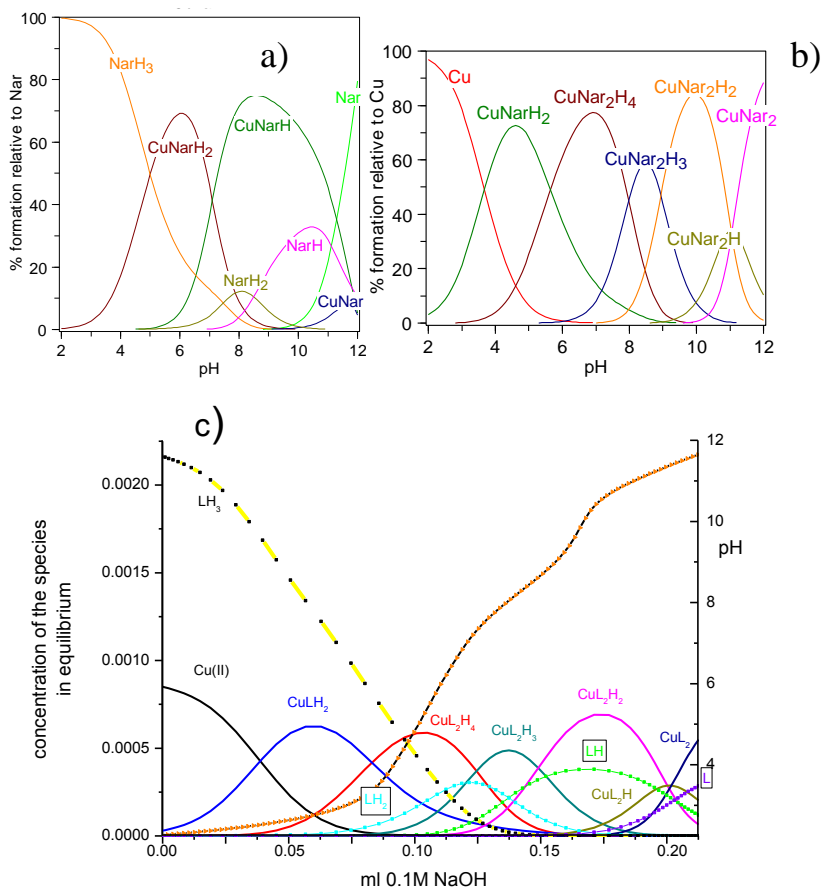 a)
% formation relative to Nar
100
80
60
40
20
0
NarH3
CuNarH2
CuNarH
Nar
NarH
NarH2
CuNar
2 4 6 8 10 12
pH
b)
% formation relative to Cu
100
80
60
40
20
0
Cu
CuNarH2
CuNar2H4
CuNar2H3
CuNar2H2
CuNar2
CuNar2H
2 4 6 8 10 12
pH
c)
concentration of the species
in equilibrium
0.0020
0.0015
0.0010
0.0005
0.0000
LH3
Cu(II)
CuLH2
LH2
CuL2H4
CuL2H3
CuL2H2
LH
CuL2H
CuL2
L
12
10
8
6
4
pH
0.00 0.05 0.10 0.15 0.20
ml 0.1M NaOH